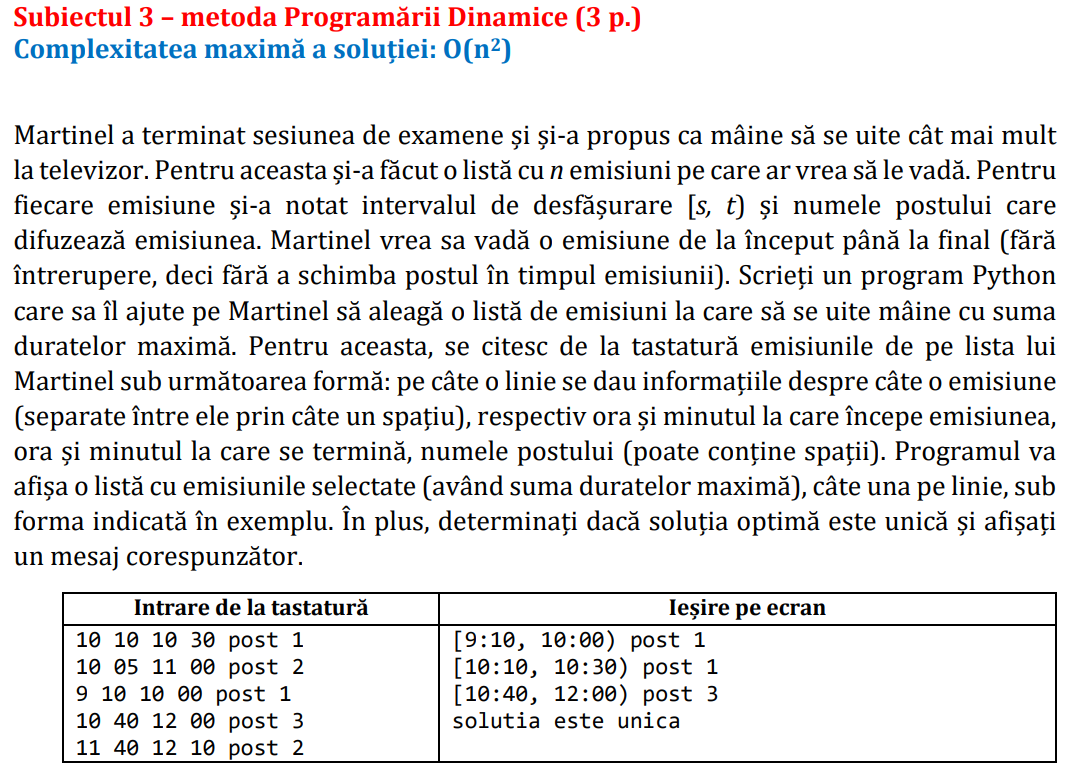 Subiectul 3 – metoda Programării Dinamice (3 p.)
Complexitatea maximă a soluției: O(n²)
Martinel a terminat sesiunea de examene și și-a propus ca mâine să se uite cât mai mult
la televizor. Pentru aceasta și-a făcut o listă cu n emisiuni pe care ar vrea să le vadă. Pentru
fiecare emisiune și-a notat intervalul de desfășurare [s, t) și numele postului care
difuzează emisiunea. Martinel vrea sa vadă o emisiune de la început până la final (fără
întrerupere, deci fără a schimba postul în timpul emisiunii). Scrieți un program Python
care sa îl ajute pe Martinel să aleagă o listă de emisiuni la care să se uite mâine cu suma
duratelor maximă. Pentru aceasta, se citesc de la tastatură emisiunile de pe lista lui
Martinel sub următoarea formă: pe câte o linie se dau informațiile despre câte o emisiune
(separate între ele prin câte un spațiu), respectiv ora și minutul la care începe emisiunea,
ora și minutul la care se termină, numele postului (poate conține spații). Programul va
afișa o listă cu emisiunile selectate (având suma duratelor maximă), câte una pe linie, sub
forma indicată în exemplu. În plus, determinați dacă soluția optimă este unică și afișați
un mesaj corespunzător.
Intrare de la tastatură
10 10 10 30 post 1
10 05 11 00 post 2
9 10 10 00 post 1
10 40 12 00 post 3
11 40 12 10 post 2
Ieșire pe ecran
[9:10, 10:00) post 1
[10:10, 10:30) post 1
[10:40, 12:00) post 3
solutia este unica